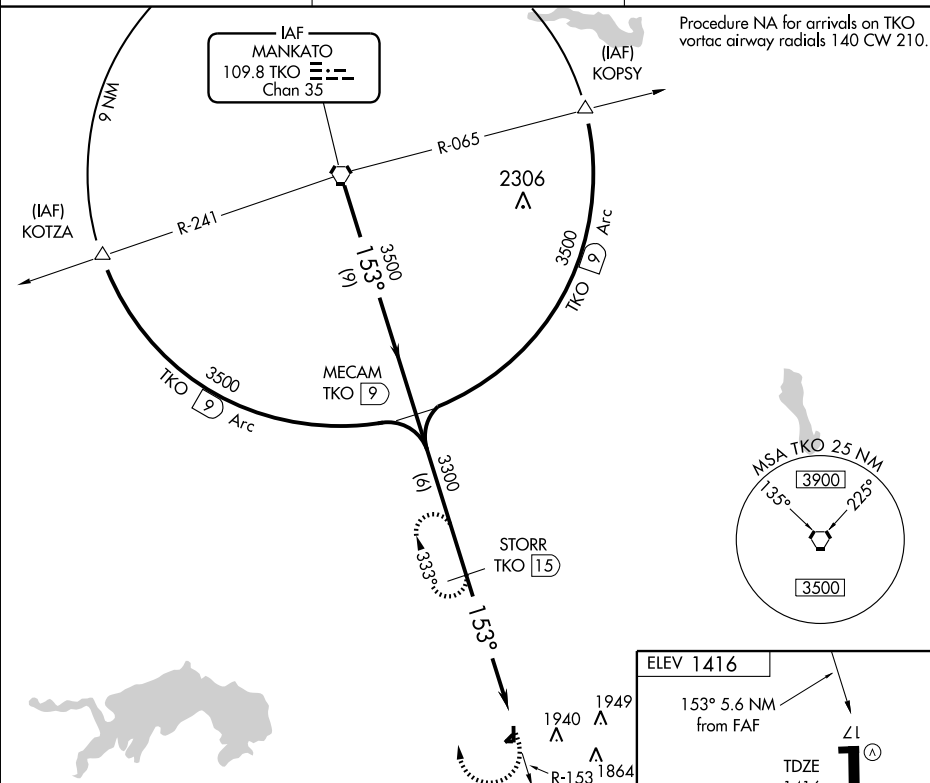 Procedure NA for arrivals on TKO
vortac airway radials 140 CW 210.
IAF
MANKATO
109.8 TKO
Chan 35
(IAF)
KOPSY
9 NM
R-065
2306
(IAF)
KOTZA
R-241
3500
153°
(9)
3500
TKO 9 Arc
MECAM
TKO 9
3500
TKO 9 Arc
3300
(6)
MSA TKO 25 NM
3900
135°
225°
3500
STORR
TKO 15
333°
153°
ELEV 1416
153° 5.6 NM
from FAF
1949
1940
1864
R-153
17
A
TDZE
1416